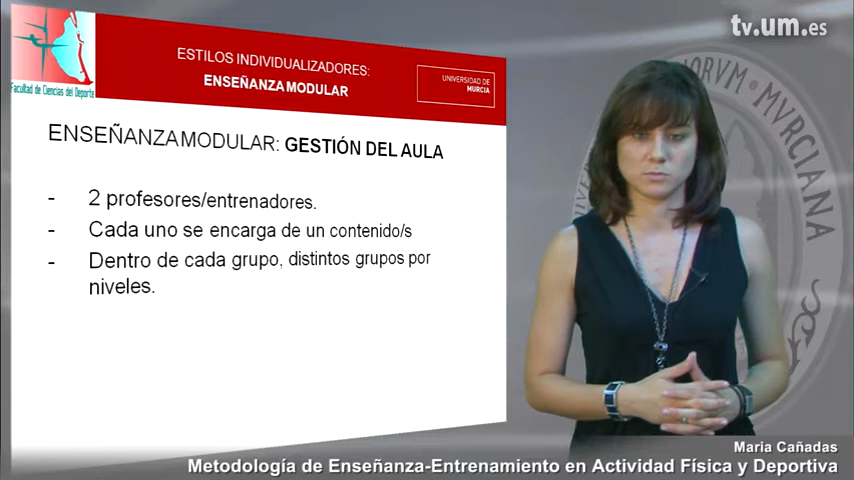 tv.um.es
Facultad de Ciencias del Deporte
ESTILOS INDIVIDUALIZADORES:
ENSEÑANZA MODULAR
UNIVERSIDAD DE
MURCIA
ENSEÑANZA MODULAR: GESTIÓN DEL AULA
- 2 profesores/entrenadores.
- Cada uno se encarga de un contenido/s
- Dentro de cada grupo, distintos grupos por
niveles.
MVRCIANA
Maria Cañadas
Metodología de Enseñanza-Entrenamiento en Actividad Física y Deportiva